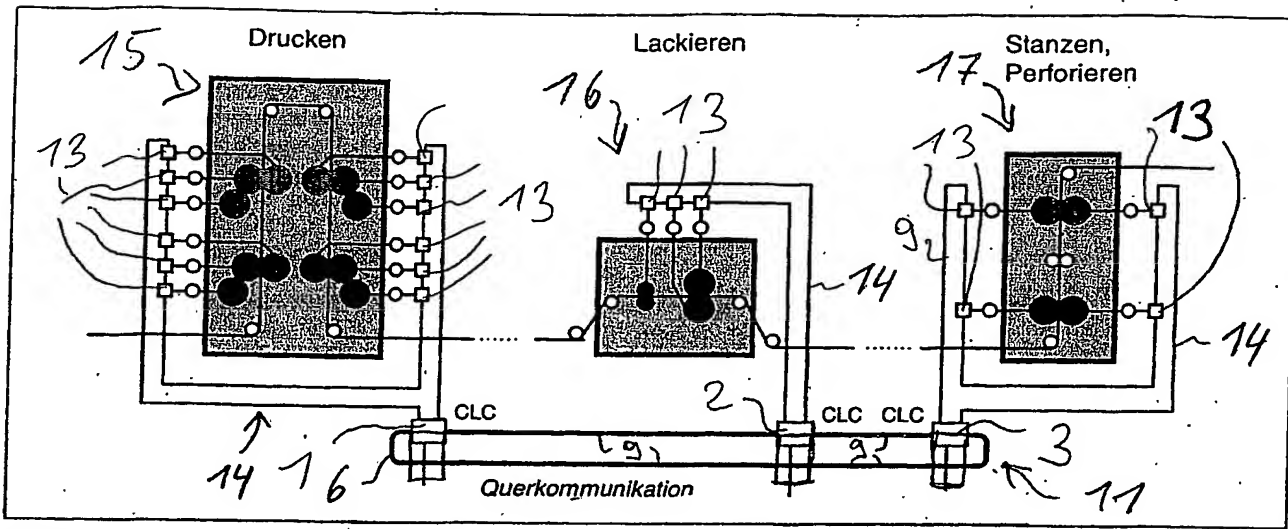 Drucken
Lackieren
Stanzen,
Perforieren
15
16
17
13
13
13
13
13
9
14
14
14
1
6
CLC
2
CLC
CLC
3
9
9
11
Querkommunikation